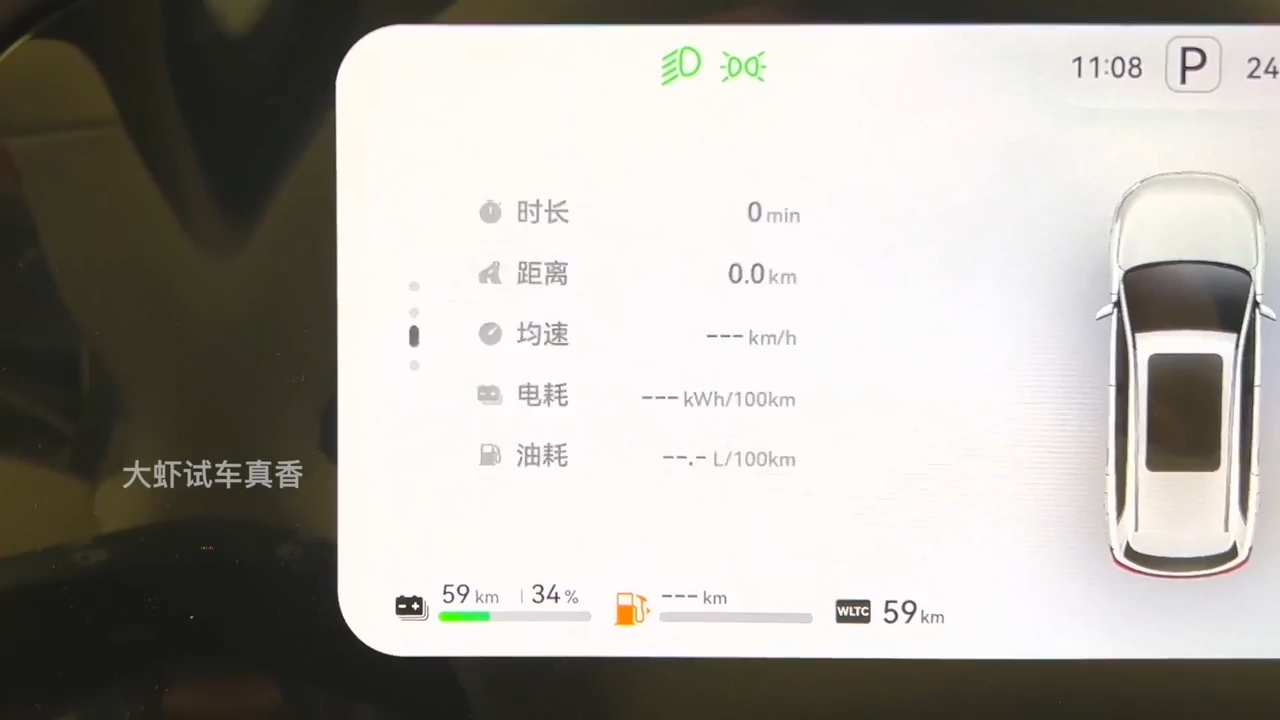 11:08 P 24
时长 0 min
距离 0.0 km
均速 --- km/h
电耗 --- kWh/100km
油耗 --.- L/100km
大虾试车真香
59 km | 34 % --- km WLTC 59 km